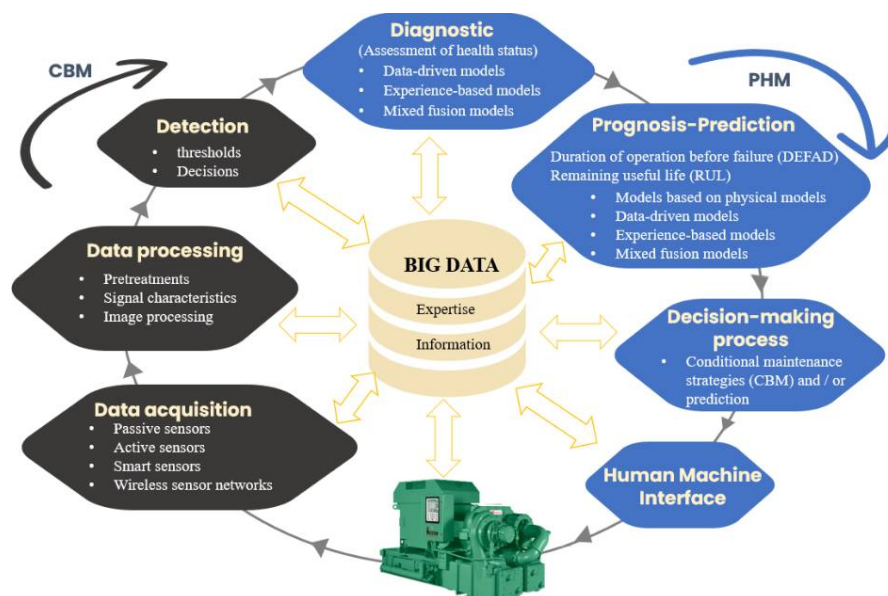 Diagnostic
(Assessment of health status)
• Data-driven models
• Experience-based models
• Mixed fusion models
CBM
PHM
Detection
• thresholds
• Decisions
Prognosis-Prediction
Duration of operation before failure (DEFAD)
Remaining useful life (RUL)
• Models based on physical models
• Data-driven models
• Experience-based models
• Mixed fusion models
Data processing
• Pretreatments
• Signal characteristics
• Image processing
BIG DATA
Expertise
Information
Decision-making
process
• Conditional maintenance
strategies (CBM) and / or
prediction
Data acquisition
• Passive sensors
• Active sensors
• Smart sensors
• Wireless sensor networks
Human Machine
Interface